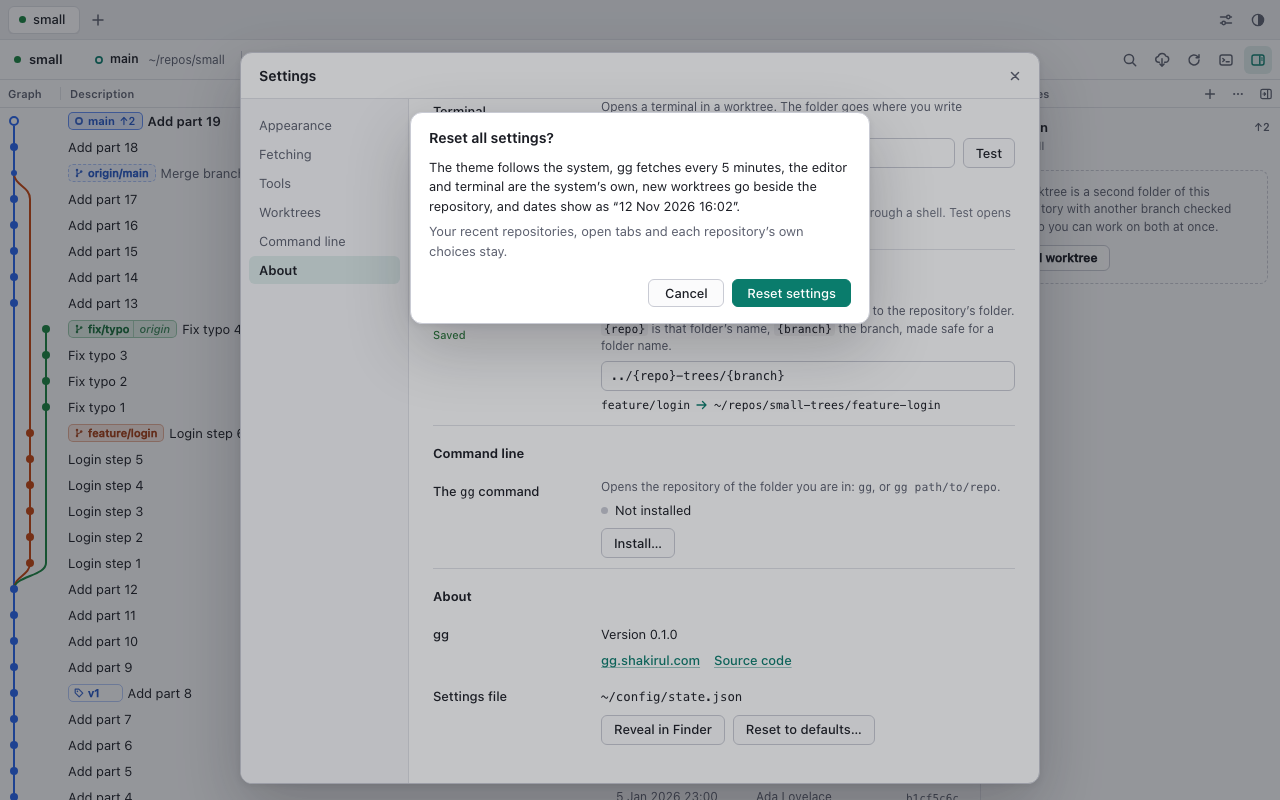 small
small
main
~/repos/small
Graph
Description
main ↑2 Add part 19
Add part 18
origin/main Merge branch
Add part 17
Add part 16
Add part 15
Add part 14
Add part 13
fix/typo origin Fix typo 4
Fix typo 3
Fix typo 2
Fix typo 1
feature/login Login step 6
Login step 5
Login step 4
Login step 3
Login step 2
Login step 1
Add part 12
Add part 11
Add part 10
Add part 9
v1 Add part 8
Add part 7
Add part 6
Add part 5
Add part 4
5 Jan 2026 23:00 Ada Lovelace b1cf5c6c
Settings
Appearance
Fetching
Tools
Worktrees
Command line
About
Terminal
Opens a terminal in a worktree. The folder goes where you write
Test
rough a shell. Test opens
Reset all settings?
The theme follows the system, gg fetches every 5 minutes, the editor
and terminal are the system’s own, new worktrees go beside the
repository, and dates show as “12 Nov 2026 16:02”.
Your recent repositories, open tabs and each repository’s own
choices stay.
Cancel
Reset settings
to the repository’s folder.
{repo} is that folder’s name, {branch} the branch, made safe for a
folder name.
Saved
../{repo}-trees/{branch}
feature/login → ~/repos/small-trees/feature-login
Command line
The gg command
Opens the repository of the folder you are in: gg, or gg path/to/repo.
Not installed
Install…
About
gg
Version 0.1.0
gg.shakirul.com Source code
Settings file
~/config/state.json
Reveal in Finder
Reset to defaults…
es
n ↑2
ll
ktree is a second folder of this
tory with another branch checked
o you can work on both at once.
worktree